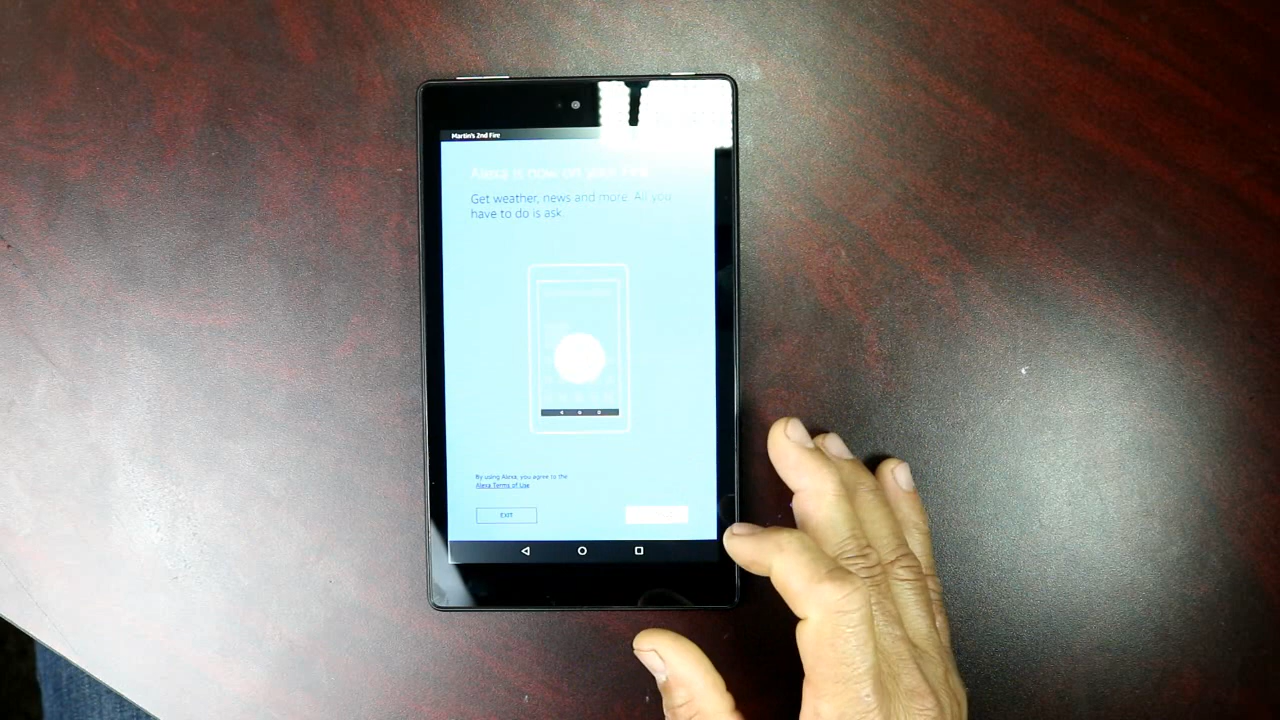 Martin's 2nd Fire
Alexa is now on your Fire
Get weather, news and more. All you
have to do is ask.
By using Alexa, you agree to the
Alexa Terms of Use
EXIT